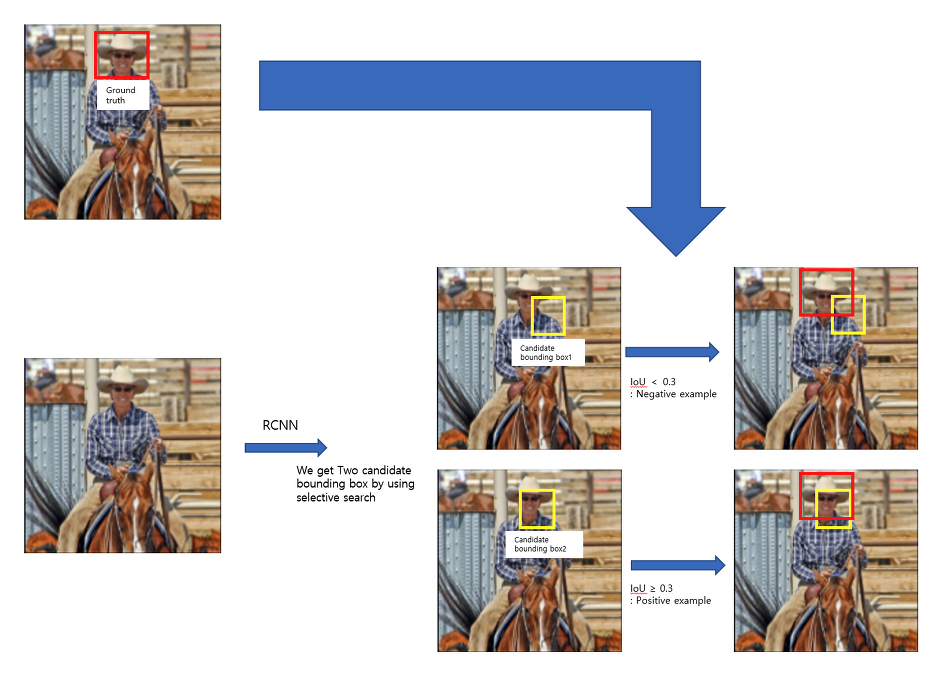 Ground
truth
RCNN
We get Two candidate
bounding box by using
selective search
Candidate
bounding box1
IoU < 0.3
: Negative example
Candidate
bounding box2
IoU ≥ 0.3
: Positive example